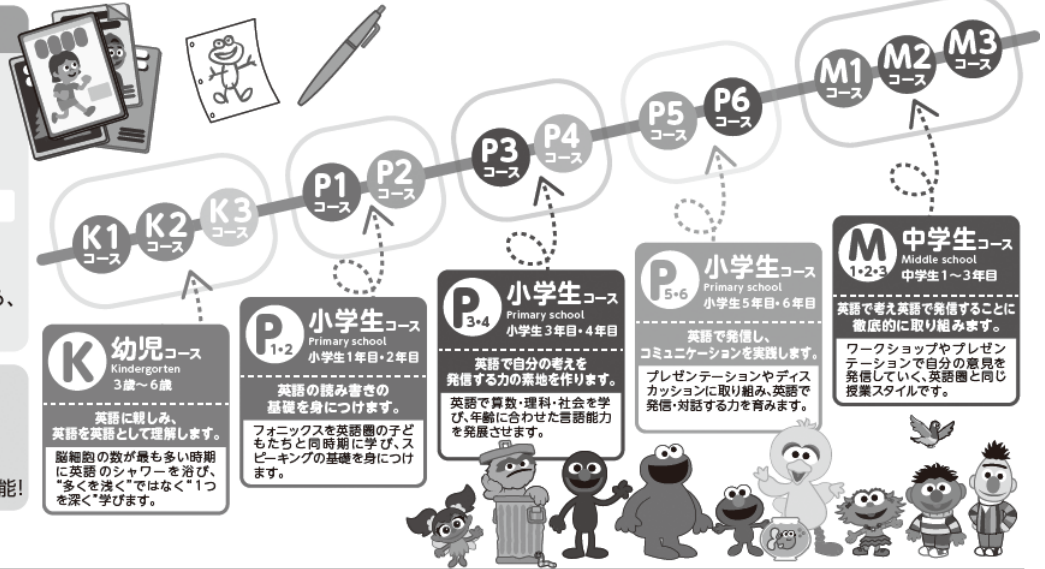 K1
コース
K2
コース
K3
コース
P1
コース
P2
コース
P3
コース
P4
コース
P5
コース
P6
コース
M1
コース
M2
コース
M3
コース
、
能!
K
幼児コース
Kindergorten
3歳〜6歳
英語に親しみ、
英語を英語として理解します。
脳細胞の数が最も多い時期
に英語のシャワーを浴び、
“多くを浅く”ではなく“1つ
を深く”学びます。
P
1・2
小学生コース
Primary school
小学生1年目・2年目
英語の読み書きの
基礎を身につけます。
フォニックスを英語圏の子ど
もたちと同時期に学び、ス
ピーキングの基礎を身につけ
ます。
P
3・4
小学生コース
Primary school
小学生3年目・4年目
英語で自分の考えを
発信する力の素地を作ります。
英語で算数・理科・社会を学
び、年齢に合わせた言語能力
を発展させます。
P
5・6
小学生コース
Primary school
小学生5年目・6年目
英語で発信し、
コミュニケーションを実践します。
プレゼンテーションやディス
カッションに取り組み、英語で
発信・対話する力を育みます。
M
1・2・3
中学生コース
Middle school
中学生1〜3年目
英語で考え英語で発信することに
徹底的に取り組みます。
ワークショップやプレゼン
テーションで自分の意見を
発信していく、英語圏と同じ
授業スタイルです。